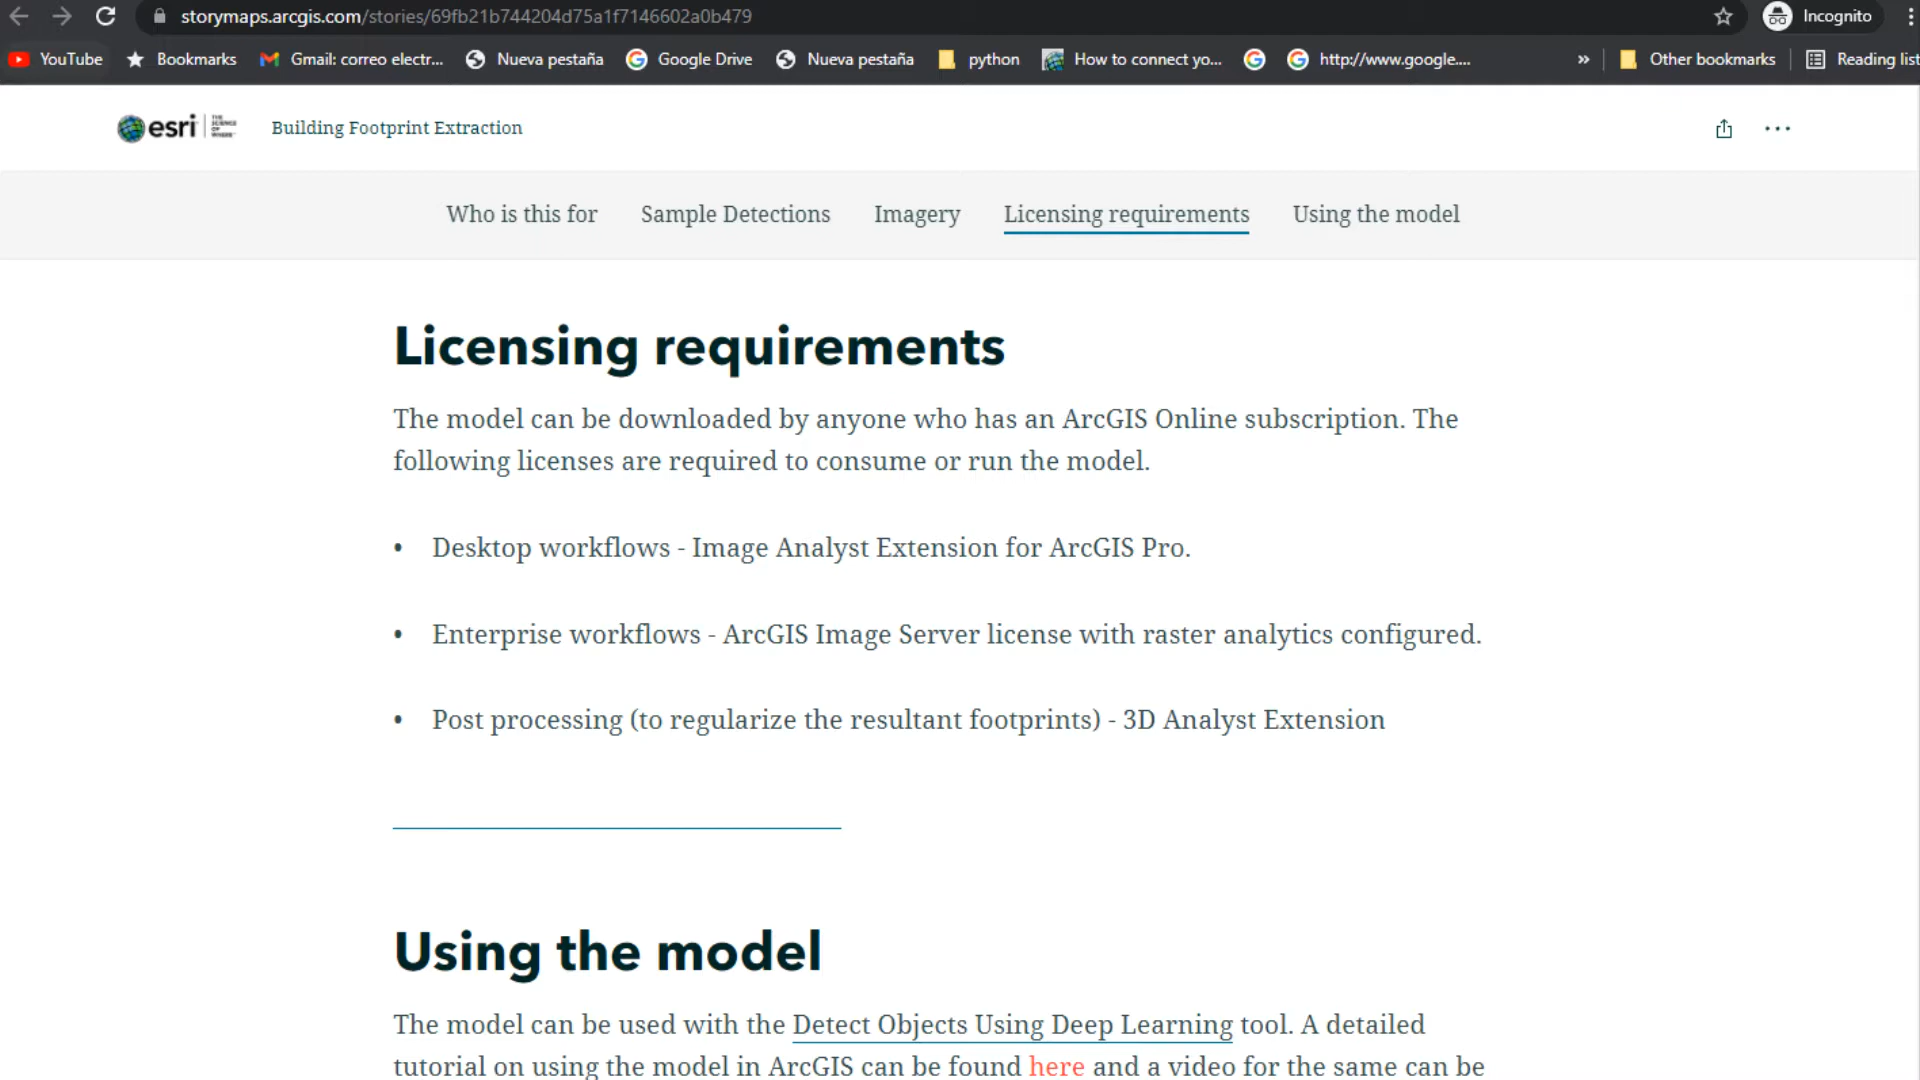 storymaps.arcgis.com/stories/69fb21b744204d75a1f7146602a0b479 Incognito
YouTube Bookmarks Gmail: correo electr... Nueva pestaña Google Drive Nueva pestaña python How to connect yo... http://www.google.... » Other bookmarks Reading list
esri THE SCIENCE OF WHERE Building Footprint Extraction
Who is this for Sample Detections Imagery Licensing requirements Using the model
Licensing requirements
The model can be downloaded by anyone who has an ArcGIS Online subscription. The
following licenses are required to consume or run the model.
• Desktop workflows - Image Analyst Extension for ArcGIS Pro.
• Enterprise workflows - ArcGIS Image Server license with raster analytics configured.
• Post processing (to regularize the resultant footprints) - 3D Analyst Extension
Using the model
The model can be used with the Detect Objects Using Deep Learning tool. A detailed
tutorial on using the model in ArcGIS can be found here and a video for the same can be